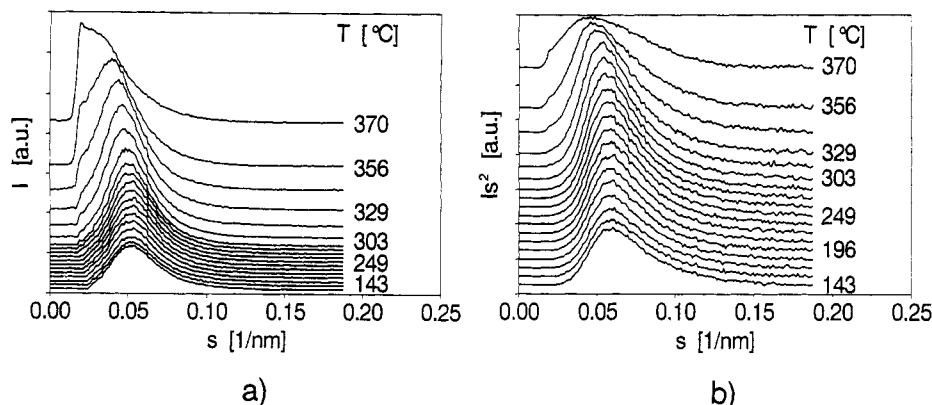 T [°C]
370
356
329
303
249
143
I [a.u.]
0.00 0.05 0.10 0.15 0.20 0.25
s [1/nm]
a)
T [°C]
370
356
329
303
249
196
143
Is²  [a.u.]
0.00 0.05 0.10 0.15 0.20 0.25
s [1/nm]
b)